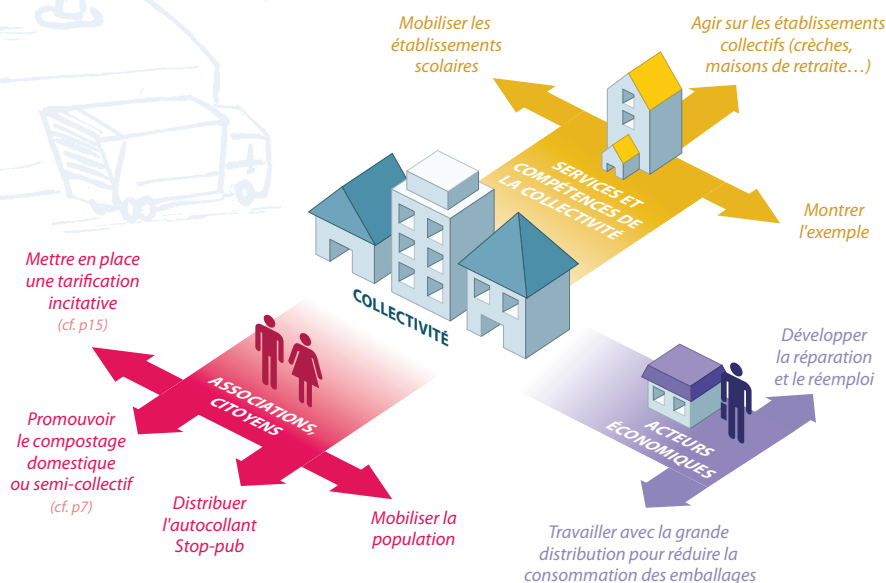 Mobiliser les
établissements
scolaires
Agir sur les établissements
collectifs (crèches,
maisons de retraite…)
SERVICES ET
COMPÉTENCES DE
LA COLLECTIVITÉ
Montrer
l'exemple
COLLECTIVITÉ
Mettre en place
une tarification
incitative
(cf. p15)
ASSOCIATIONS,
CITOYENS
Promouvoir
le compostage
domestique
ou semi-collectif
(cf. p7)
Distribuer
l'autocollant
Stop-pub
Mobiliser la
population
Développer
la réparation
et le réemploi
ACTEURS
ÉCONOMIQUES
Travailler avec la grande
distribution pour réduire la
consommation des emballages